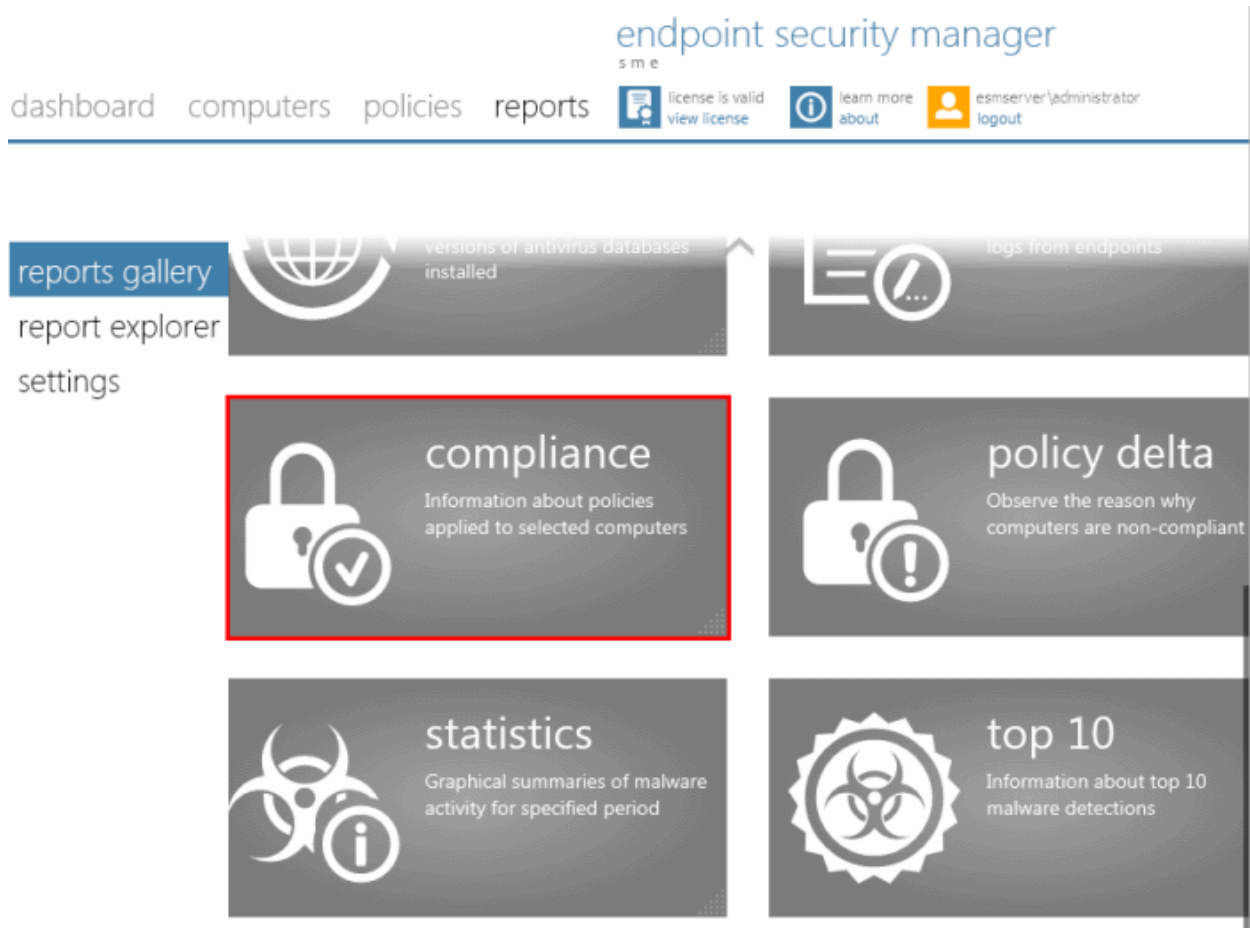 endpoint security manager
s m e
dashboard computers policies reports
license is valid
view license
learn more
about
esmserver\administrator
logout
reports gallery
report explorer
settings
versions of antivirus databases
installed
logs from endpoints
compliance
Information about policies
applied to selected computers
policy delta
Observe the reason why
computers are non-compliant
statistics
Graphical summaries of malware
activity for specified period
top 10
Information about top 10
malware detections